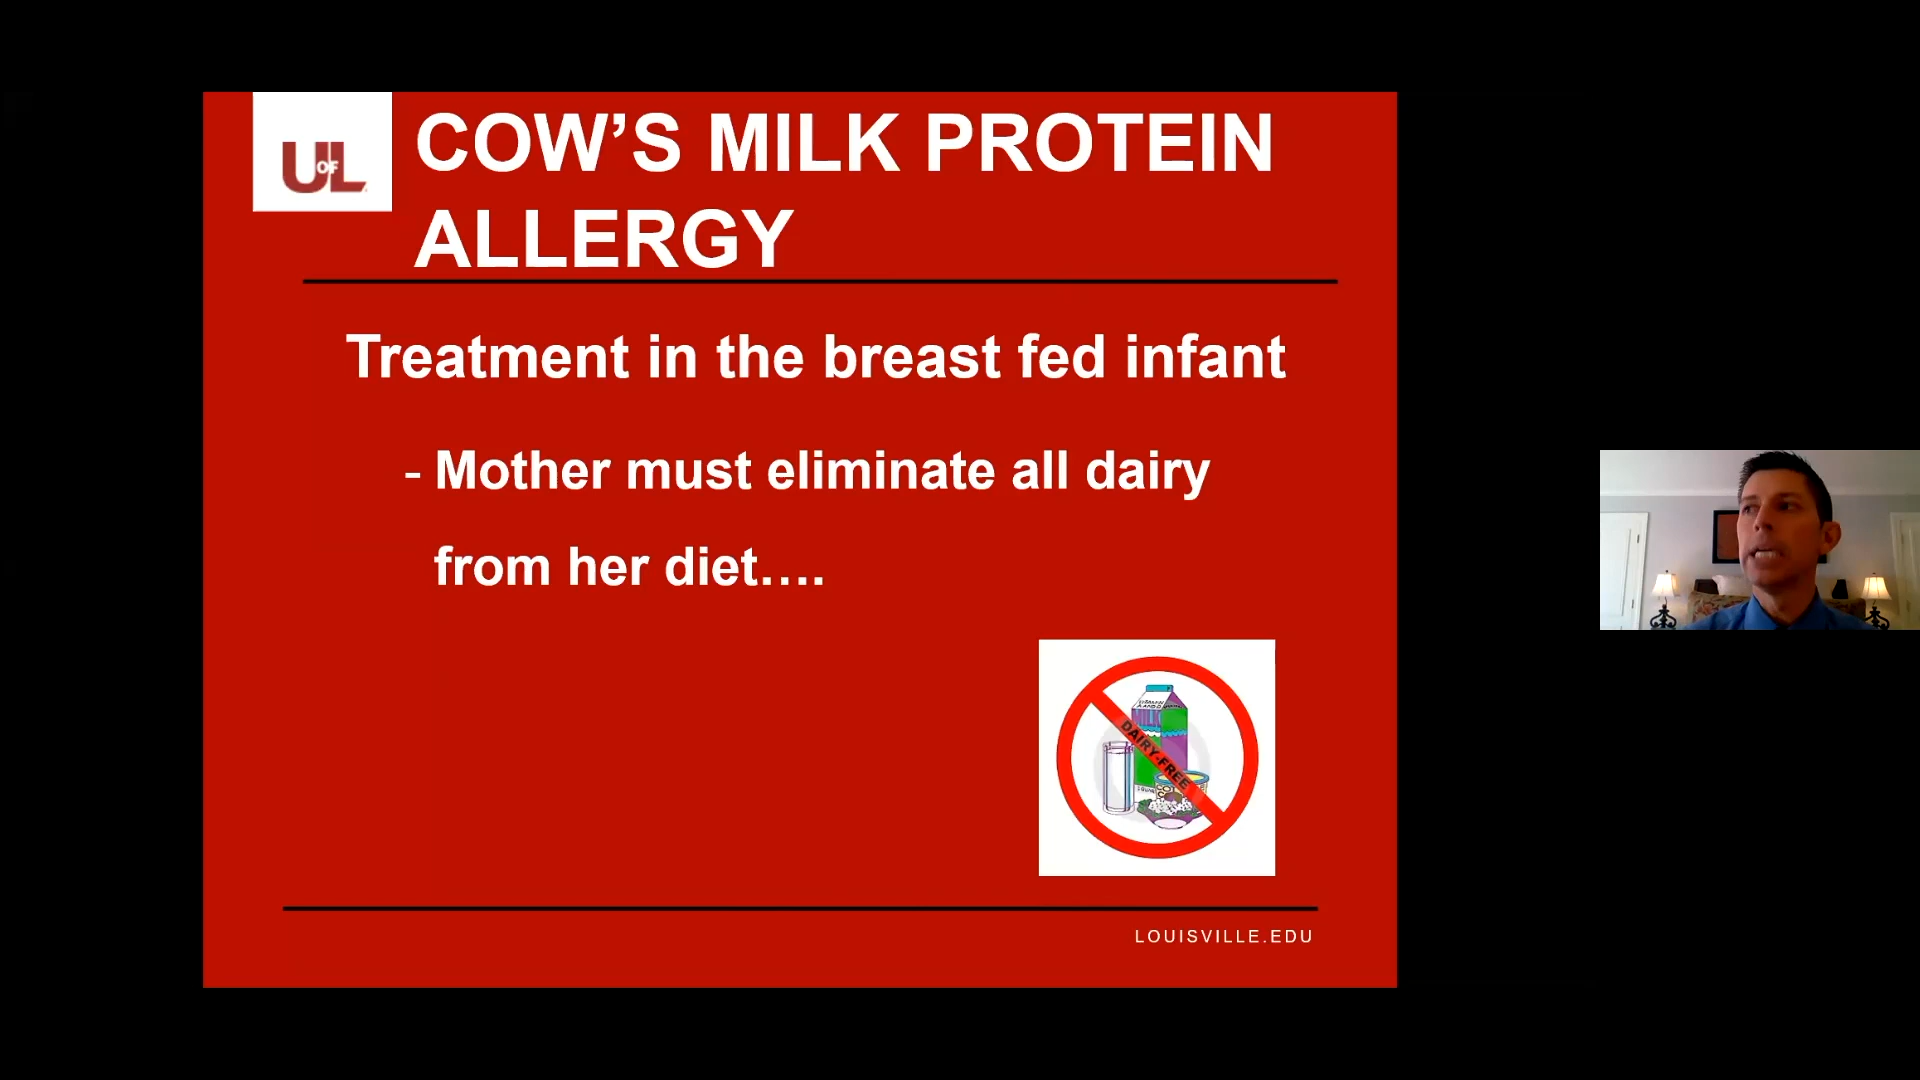 UOFL
COW’S MILK PROTEIN
ALLERGY
Treatment in the breast fed infant
- Mother must eliminate all dairy
from her diet....
DAIRY-FREE
LOUISVILLE.EDU